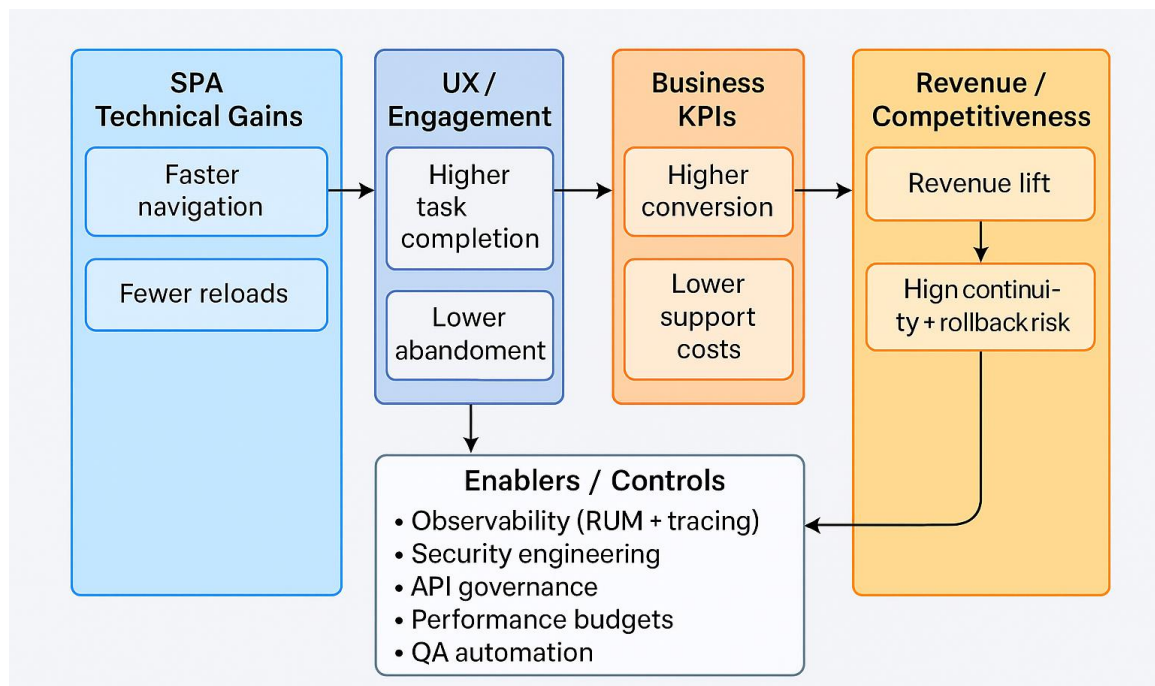 SPA
Technical Gains
Faster
navigation
Fewer reloads
UX /
Engagement
Higher
task
completion
Lower
abandoment
Business
KPIs
Higher
conversion
Lower
support
costs
Revenue /
Competitiveness
Revenue lift
Hign continui-
ty + rollback risk
Enablers / Controls
• Observability (RUM + tracing)
• Security engineering
• API governance
• Performance budgets
• QA automation